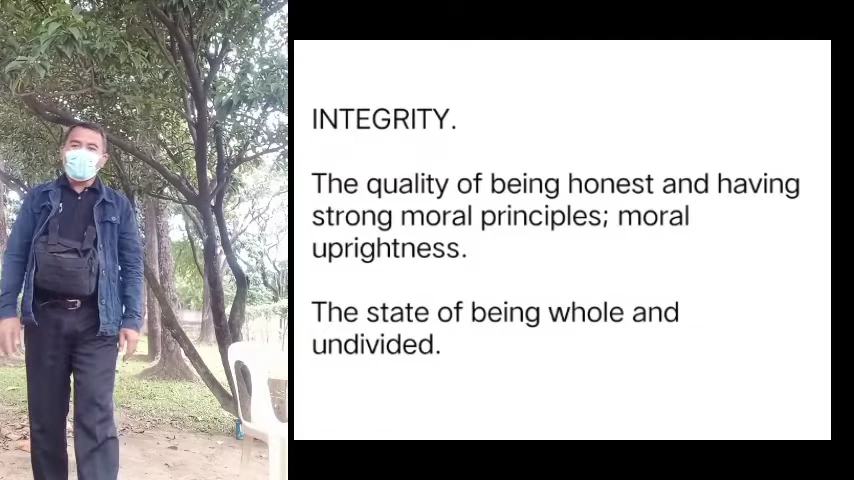 INTEGRITY.
The quality of being honest and having
strong moral principles; moral
uprightness.
The state of being whole and
undivided.